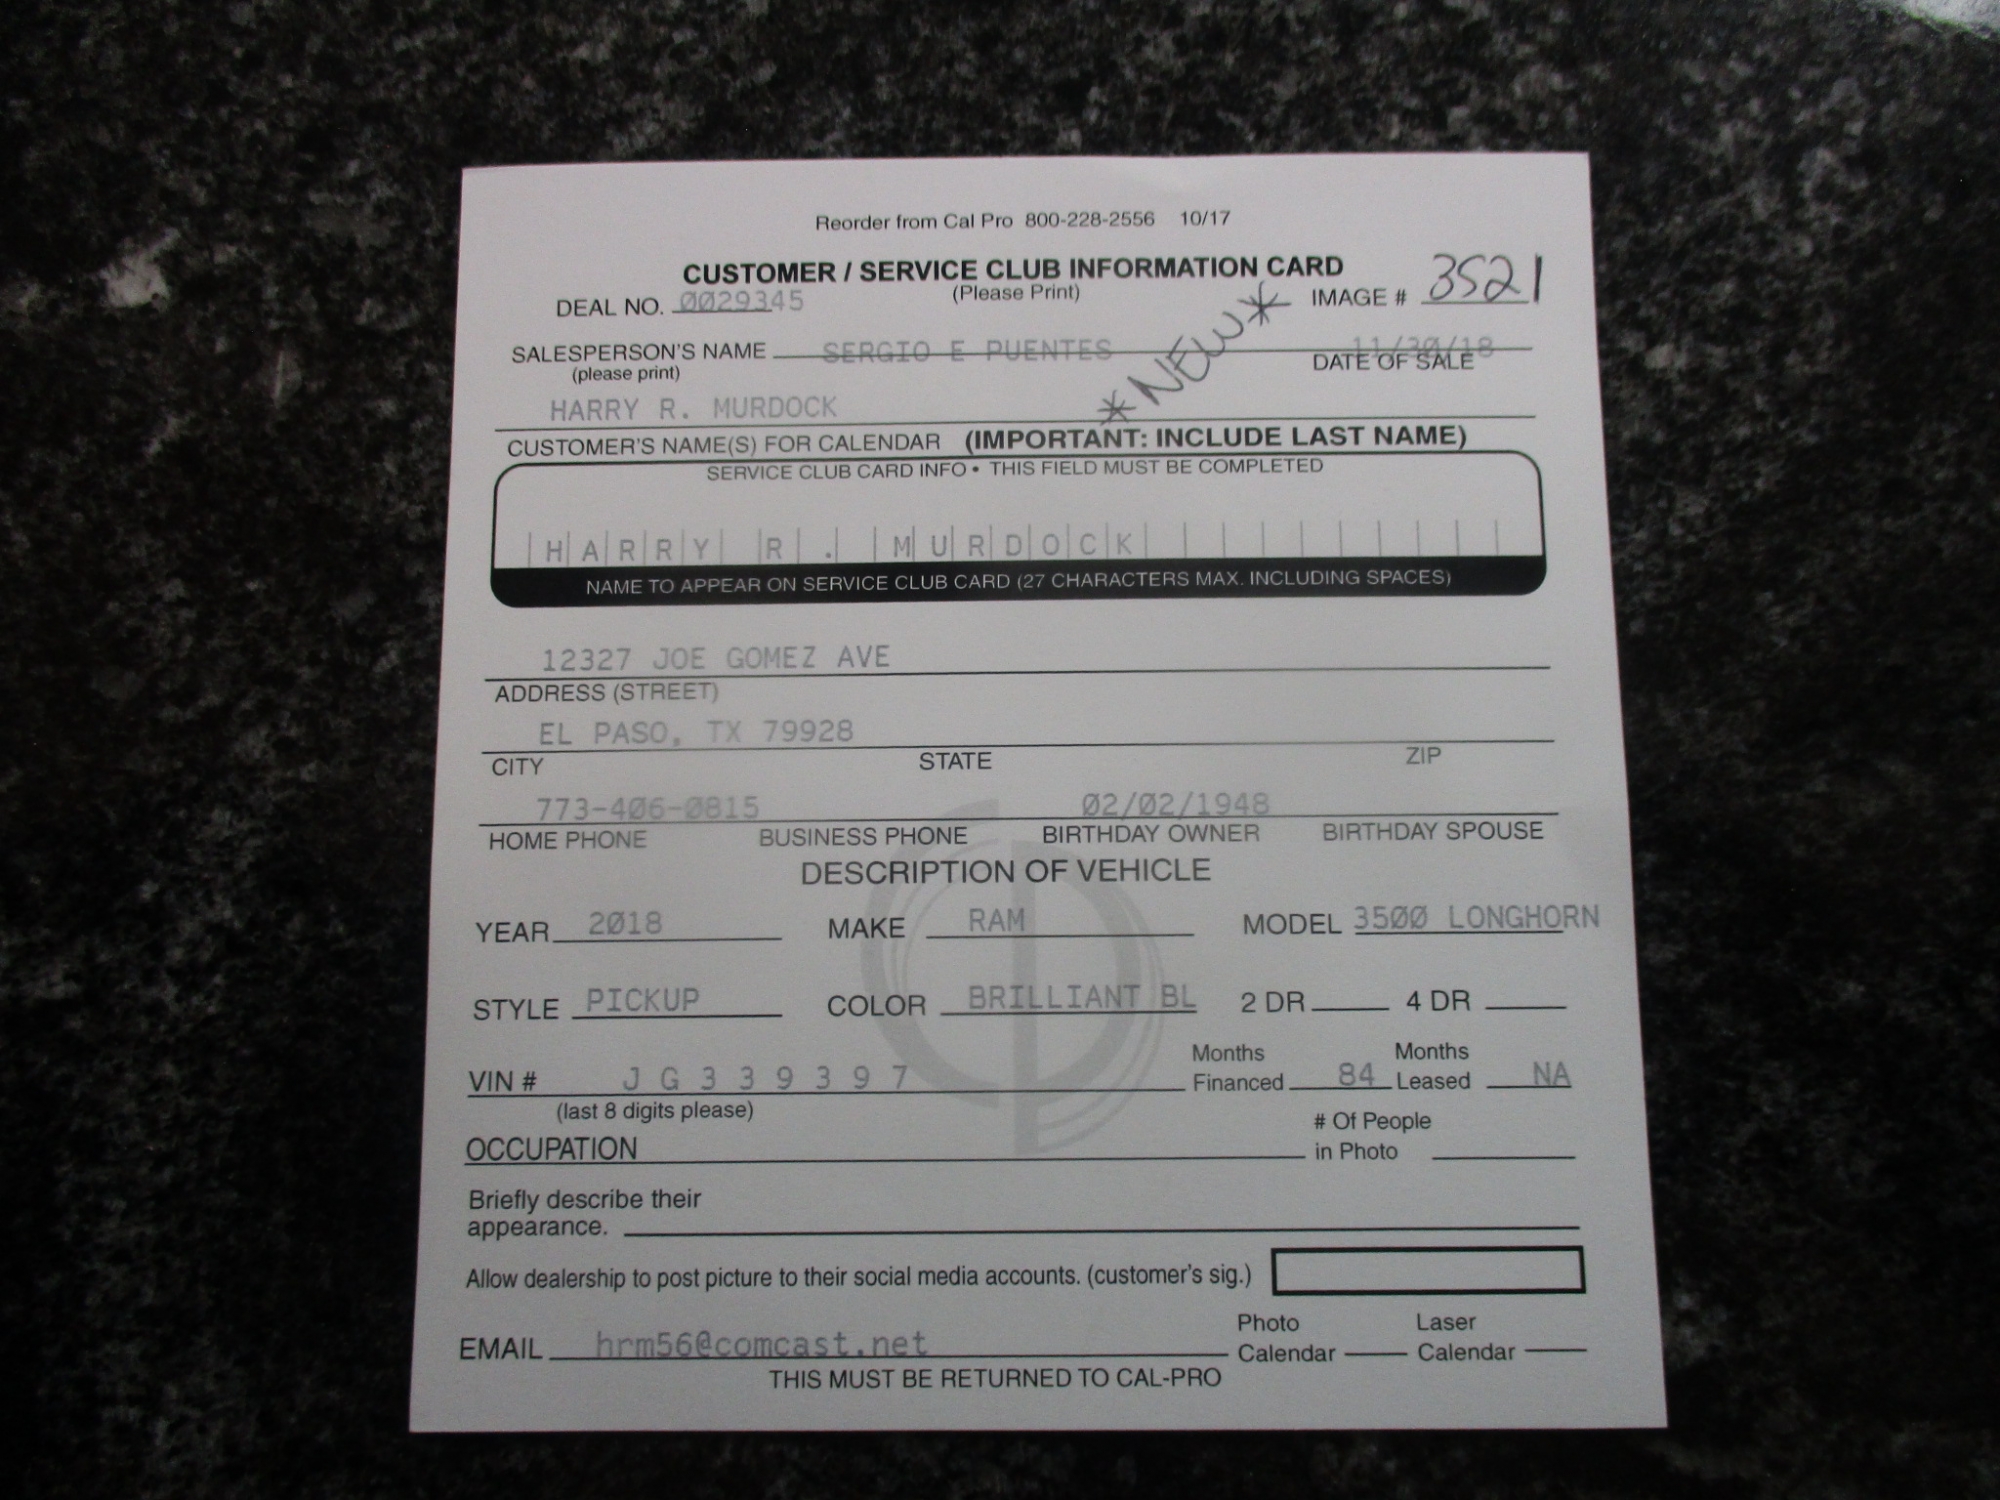 Reorder from Cal Pro 800-228-2556 10/17
CUSTOMER / SERVICE CLUB INFORMATION CARD
(Please Print)
DEAL NO. 0029345
IMAGE # 3521
*NEW*
SALESPERSON'S NAME SERGIO E PUENTES
(please print)
11/30/18
DATE OF SALE
HARRY R. MURDOCK
CUSTOMER'S NAME(S) FOR CALENDAR (IMPORTANT: INCLUDE LAST NAME)
SERVICE CLUB CARD INFO • THIS FIELD MUST BE COMPLETED
HARRY R. MURDOCK
NAME TO APPEAR ON SERVICE CLUB CARD (27 CHARACTERS MAX. INCLUDING SPACES)
12327 JOE GOMEZ AVE
ADDRESS (STREET)
EL PASO, TX 79928
CITY STATE ZIP
773-406-0815 02/02/1948
HOME PHONE BUSINESS PHONE BIRTHDAY OWNER BIRTHDAY SPOUSE
DESCRIPTION OF VEHICLE
YEAR 2018 MAKE RAM MODEL 3500 LONGHORN
STYLE PICKUP COLOR BRILLIANT BL 2 DR 4 DR
VIN # J G 3 3 9 3 9 7 Months Financed 84 Months Leased NA
(last 8 digits please)
OCCUPATION # Of People in Photo
Briefly describe their
appearance.
Allow dealership to post picture to their social media accounts. (customer's sig.)
EMAIL hrm56@comcast.net Photo Calendar Laser Calendar
THIS MUST BE RETURNED TO CAL-PRO